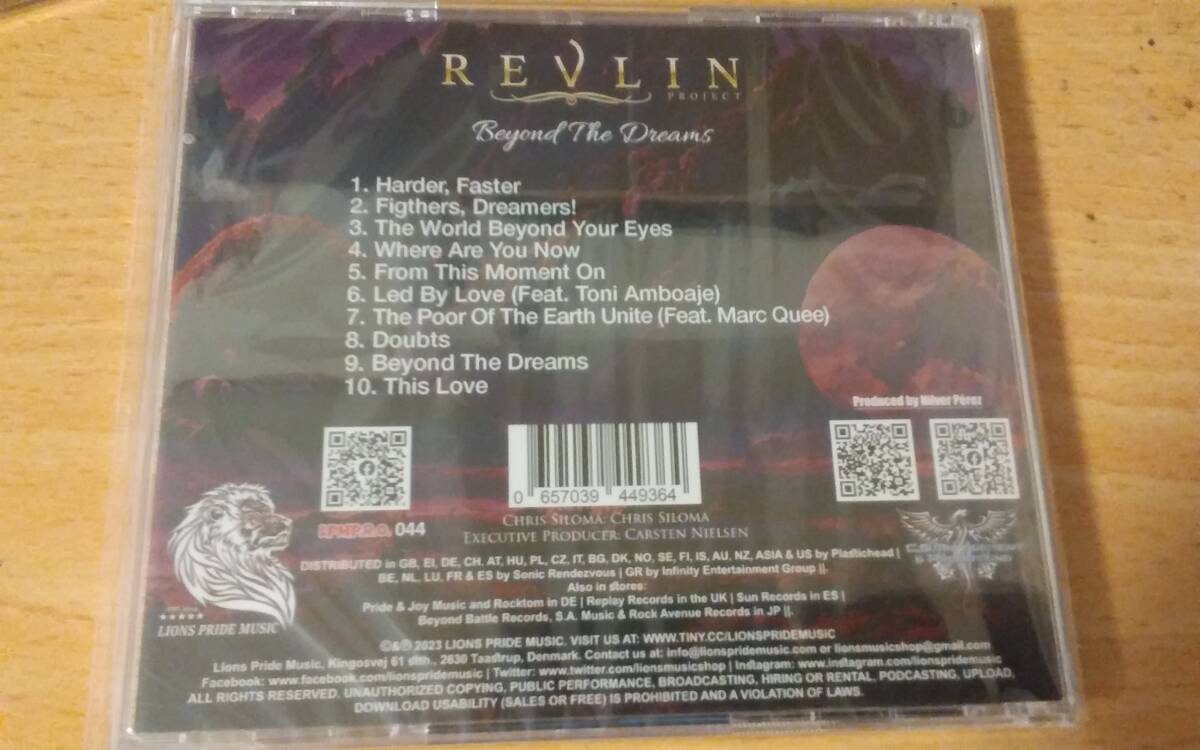 REVLIN
PROJECT
Beyond The Dreams
1. Harder, Faster
2. Figthers, Dreamers!
3. The World Beyond Your Eyes
4. Where Are You Now
5. From This Moment On
6. Led By Love (Feat. Toni Amboaje)
7. The Poor Of The Earth Unite (Feat. Marc Quee)
8. Doubts
9. Beyond The Dreams
10. This Love
Produced by Nilver Pérez
0 657039 449364
LPMP.R.O. 044
CHRIS SILOMA: CHRIS SILOMA
EXECUTIVE PRODUCER: CARSTEN NIELSEN
DISTRIBUTED in GB, EI, DE, CH, AT, HU, PL, CZ, IT, BG, DK, NO, SE, FI, IS, AU, NZ, ASIA & US by Plastichead |
BE, NL, LU, FR & ES by Sonic Rendezvous | GR by Infinity Entertainment Group ||.
Also in stores:
Pride & Joy Music and Rocktom in DE | Replay Records in the UK | Sun Records in ES |
Beyond Battle Records, S.A. Music & Rock Avenue Records in JP ||.
LIONS PRIDE MUSIC
©&℗ 2023 LIONS PRIDE MUSIC. VISIT US AT: WWW.TINY.CC/LIONSPRIDEMUSIC
Lions Pride Music, Kingosvej 61 sttn., 2630 Taastrup, Denmark. Contact us at: info@lionspridemusic.com or lionsmusicshop@gmail.com
Facebook: www.facebook.com/lionspridemusic | Twitter: www.twitter.com/lionsmusicshop | Instagram: www.instagram.com/lionspridemusic
ALL RIGHTS RESERVED. UNAUTHORIZED COPYING, PUBLIC PERFORMANCE, BROADCASTING, HIRING OR RENTAL, PODCASTING, UPLOAD,
DOWNLOAD USABILITY (SALES OR FREE) IS PROHIBITED AND A VIOLATION OF LAWS.